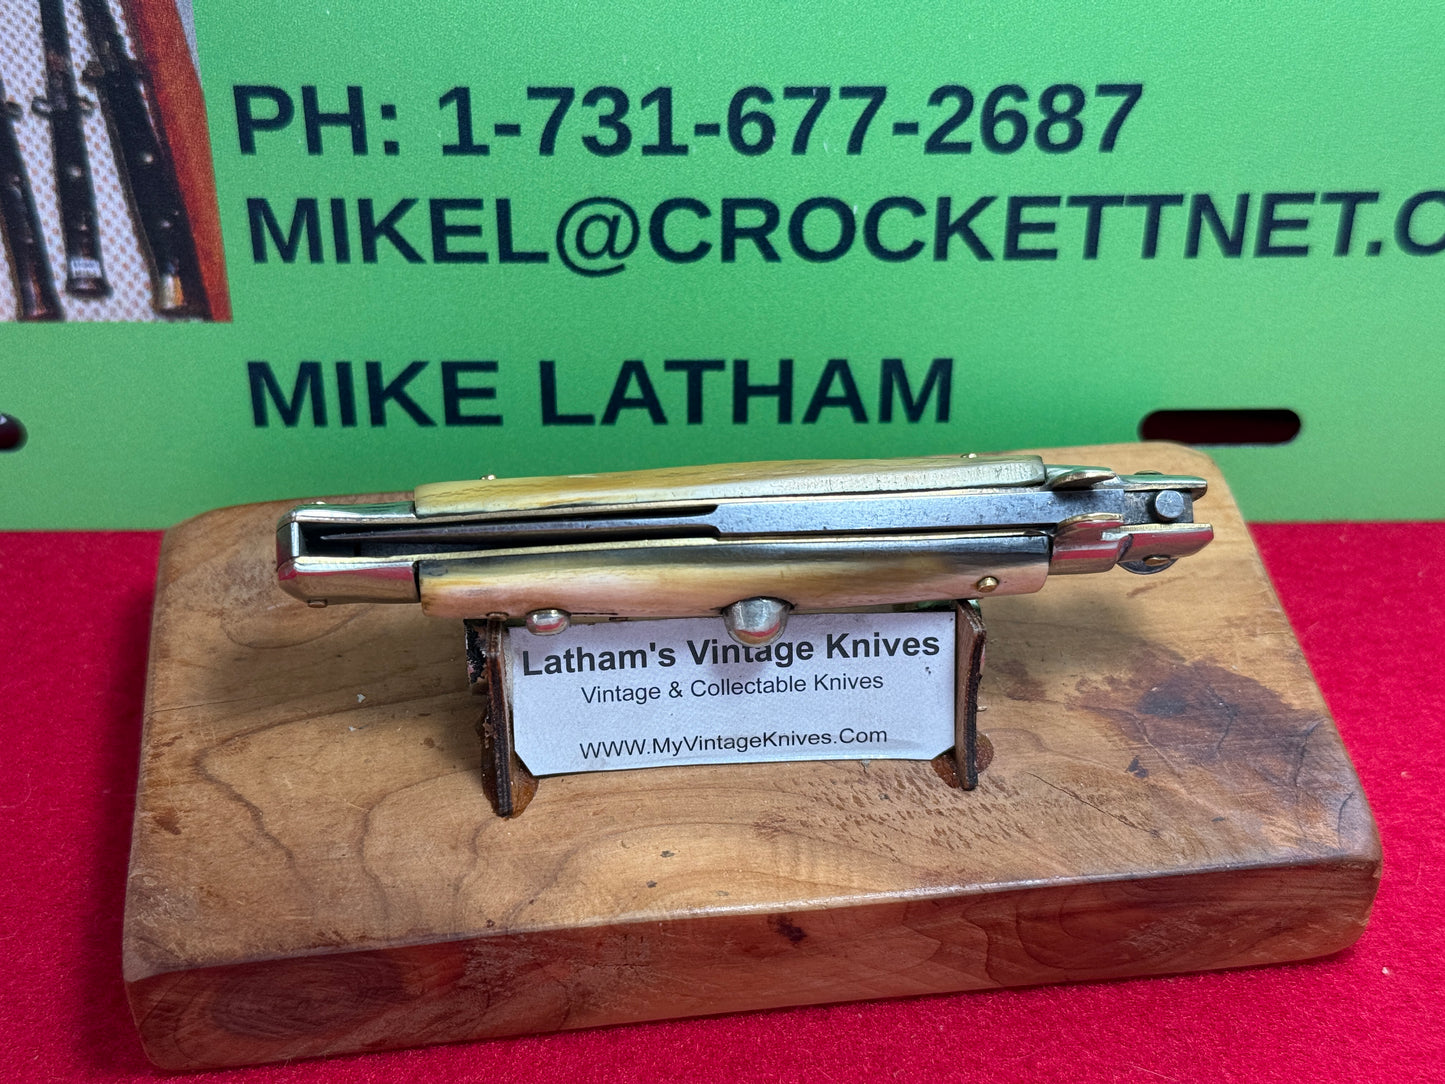 PH: 1-731-677-2687
MIKEL@CROCKETTNET.C
MIKE LATHAM
Latham's Vintage Knives
Vintage & Collectable Knives
WWW.MyVintageKnives.Com